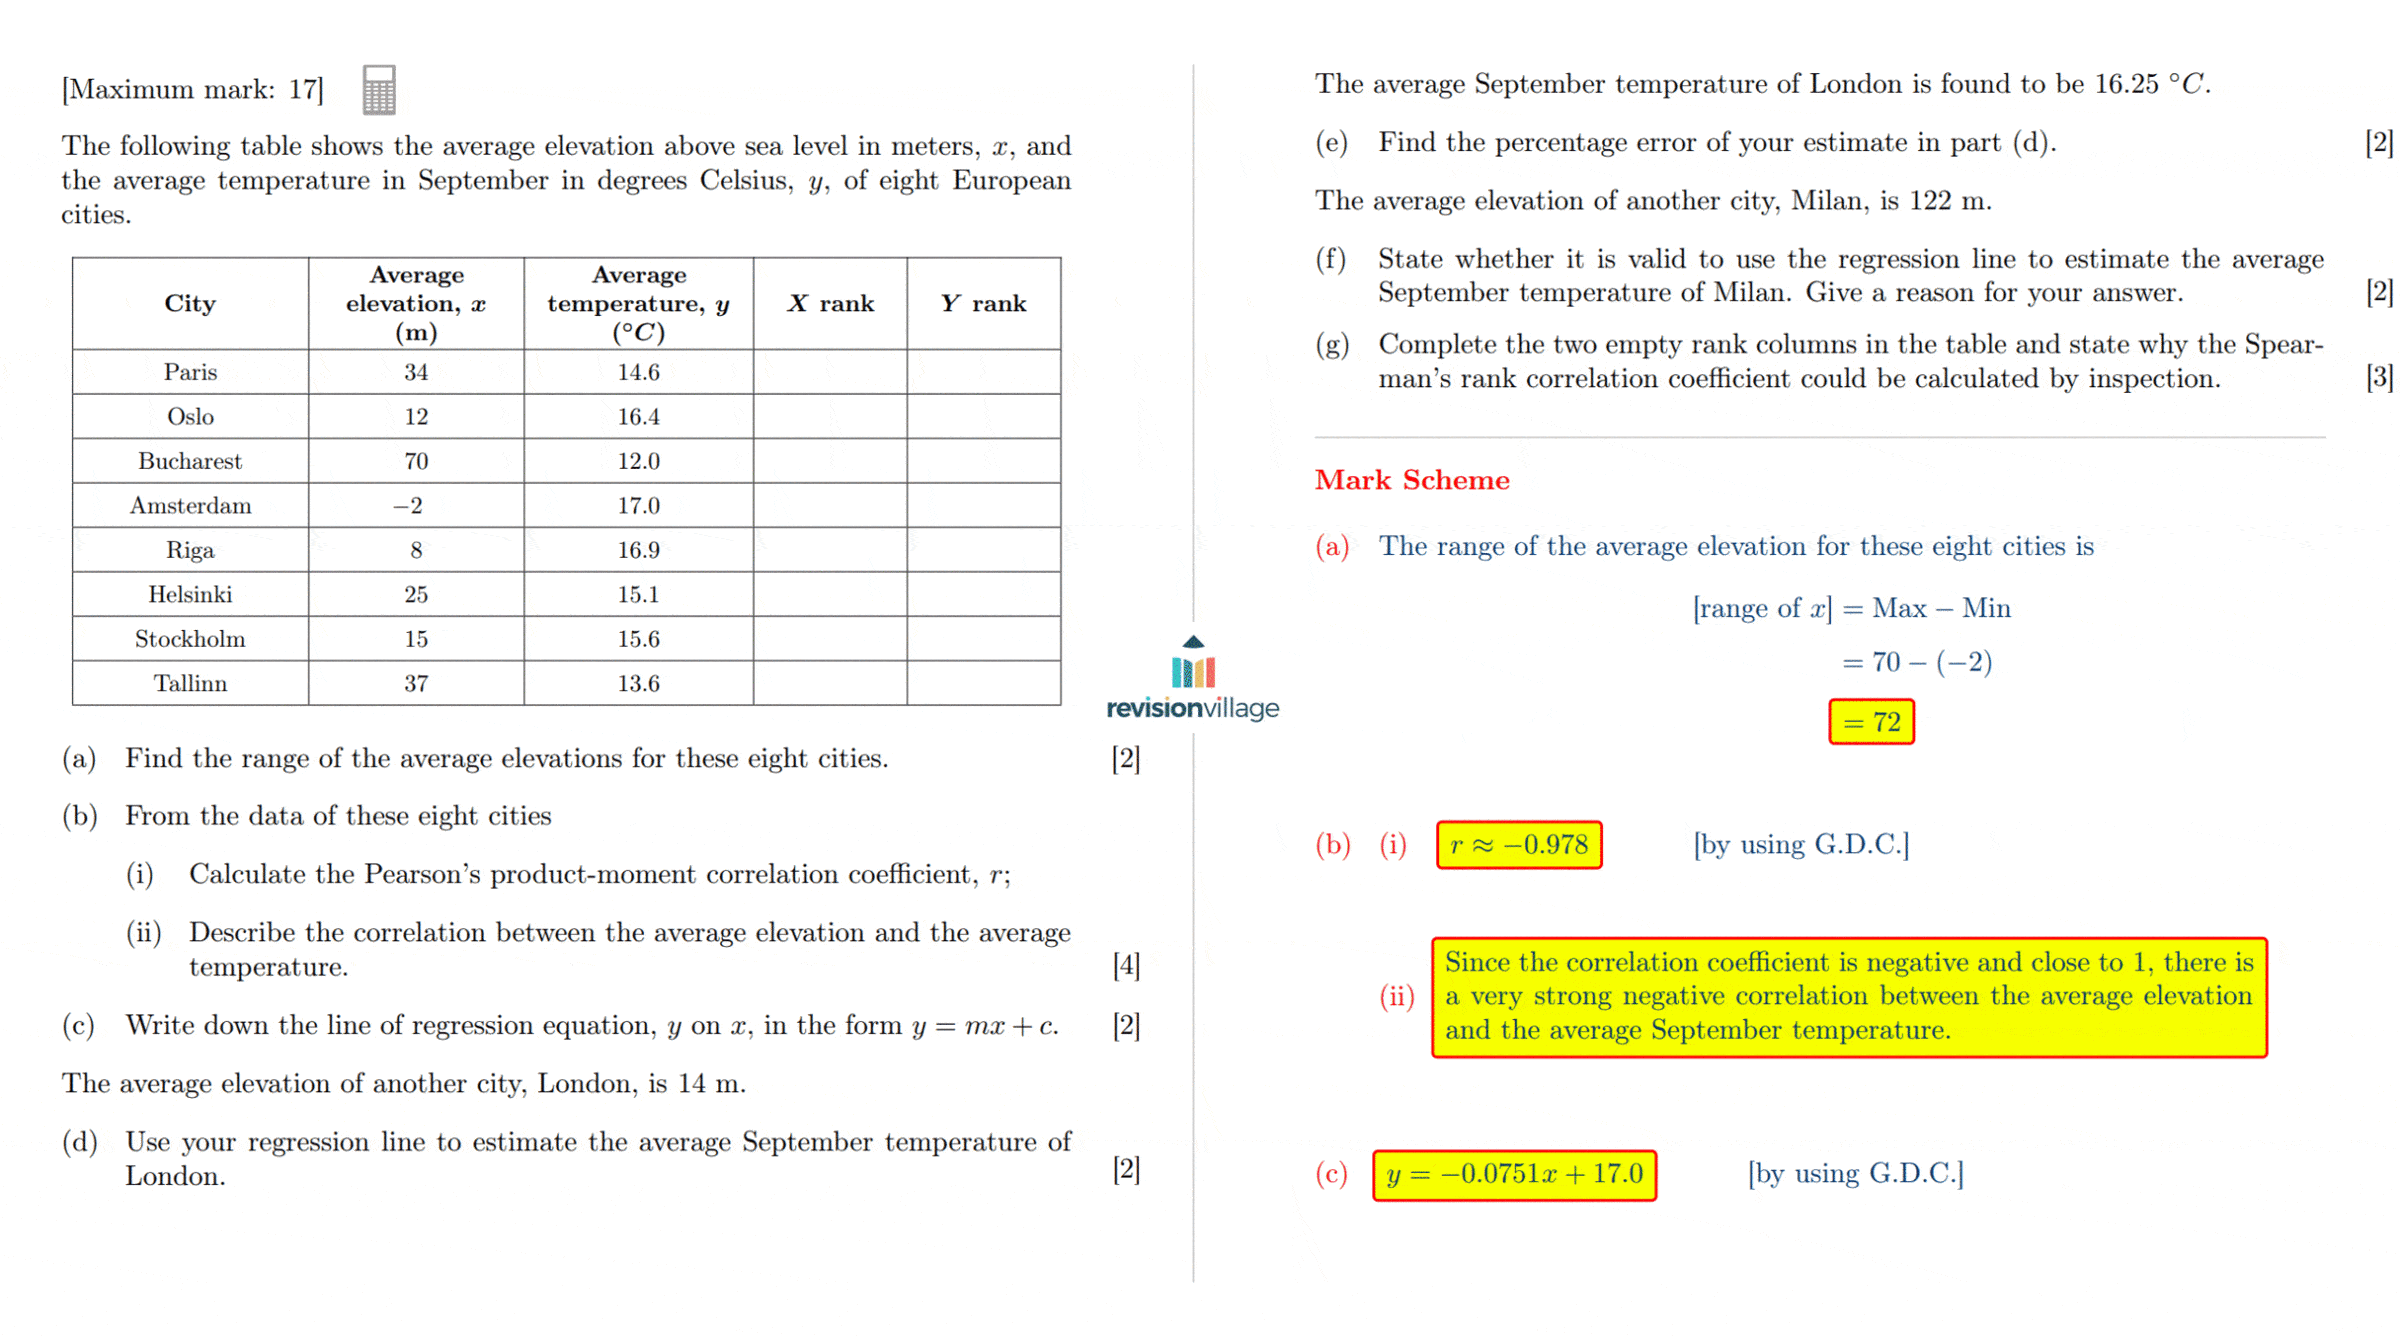 [Maximum mark: 17]
The following table shows the average elevation above sea level in meters, x, and
the average temperature in September in degrees Celsius, y, of eight European
cities.
City | Average elevation, x (m) | Average temperature, y (°C) | X rank | Y rank
Paris 34 14.6
Oslo 12 16.4
Bucharest 70 12.0
Amsterdam −2 17.0
Riga 8 16.9
Helsinki 25 15.1
Stockholm 15 15.6
Tallinn 37 13.6
(a) Find the range of the average elevations for these eight cities. [2]
(b) From the data of these eight cities
(i) Calculate the Pearson's product-moment correlation coefficient, r;
(ii) Describe the correlation between the average elevation and the average
temperature. [4]
(c) Write down the line of regression equation, y on x, in the form y = mx + c. [2]
The average elevation of another city, London, is 14 m.
(d) Use your regression line to estimate the average September temperature of
London. [2]
revisionvillage
The average September temperature of London is found to be 16.25 °C.
(e) Find the percentage error of your estimate in part (d). [2]
The average elevation of another city, Milan, is 122 m.
(f) State whether it is valid to use the regression line to estimate the average
September temperature of Milan. Give a reason for your answer. [2]
(g) Complete the two empty rank columns in the table and state why the Spear-
man's rank correlation coefficient could be calculated by inspection. [3]
Mark Scheme
(a) The range of the average elevation for these eight cities is
[range of x] = Max − Min
= 70 − (−2)
= 72
(b) (i) r ≈ −0.978 [by using G.D.C.]
(ii) Since the correlation coefficient is negative and close to 1, there is
a very strong negative correlation between the average elevation
and the average September temperature.
(c) y = −0.0751x + 17.0 [by using G.D.C.]